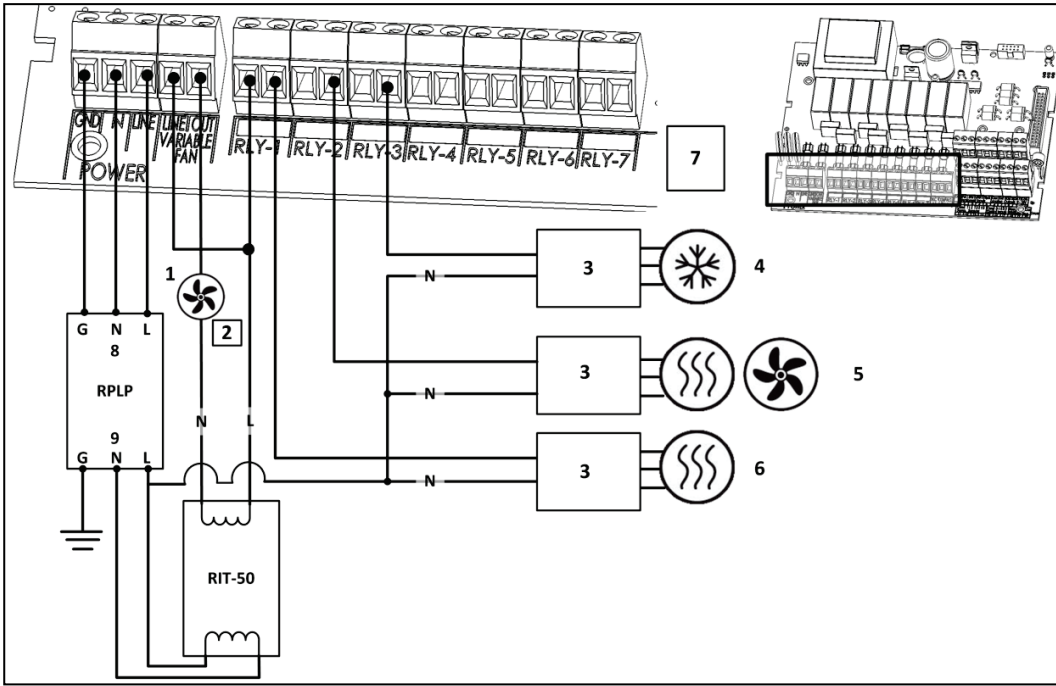 GND IN LINE LINE OUT RLY-1 RLY-2 RLY-3 RLY-4 RLY-5 RLY-6 RLY-7
VARIABLE
FAN
POWER
7
1
2
N 3 4
G N L
8
RPLP
9
G N L
N L
N 3 5
N 3 6
RIT-50